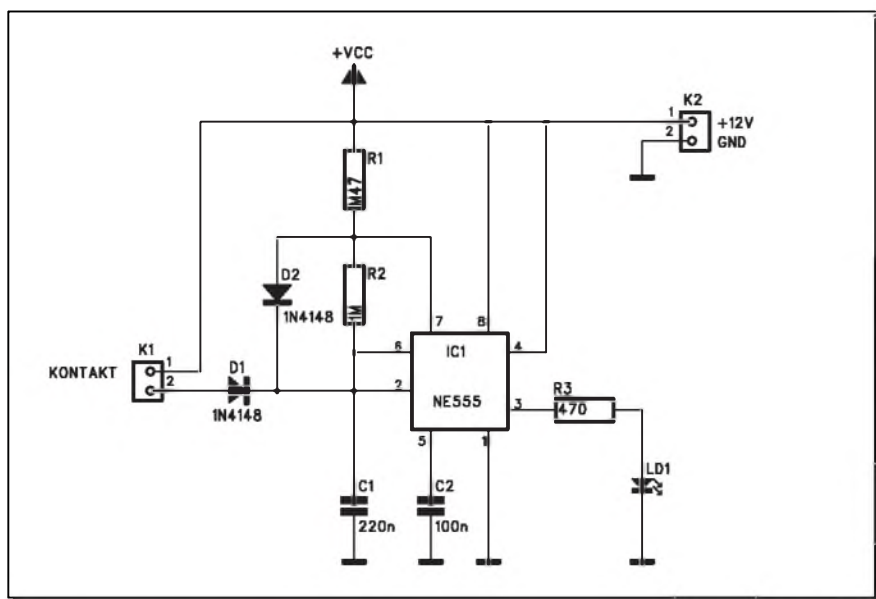 +VCC
K2
1
+12V
2
GND
R1
1M47
D2
R2
1N4148
1M
7
8
K1
6
IC1
4
KONTAKT
1
D1
2
2
R3
1N4148
NE555
3
470
5
1
LD1
C1
C2
220n
100n